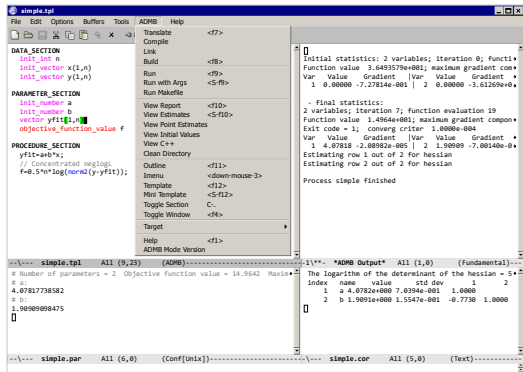 simple.tpl
File Edit Options Buffers Tools ADMB Help
DATA_SECTION
init_int n
init_vector x(1,n)
init_vector y(1,n)
PARAMETER_SECTION
init_number a
init_number b
vector yfit(1,n)
objective_function_value f
PROCEDURE_SECTION
yfit=a+b*x;
// Concentrated neglogL
f=0.5*n*log(norm2(y-yfit));
Translate <f7>
Compile
Link
Build <f8>
Run <f9>
Run with Args <S-f9>
Run Makefile
View Report <f10>
View Estimates <S-f10>
View Point Estimates
View Initial Values
View C++
Clean Directory
Outline <f11>
Imenu <down-mouse-3>
Template <f12>
Mini Template <S-f12>
Toggle Section C-.
Toggle Window <f4>
Target
Help <f1>
ADMB Mode Version
Initial statistics: 2 variables; iteration 0; functi
Function value 3.6493579e+001; maximum gradient com
Var Value Gradient |Var Value Gradient
1 0.00000 -7.27814e-001 | 2 0.00000 -3.61269e+0
- final statistics:
2 variables; iteration 7; function evaluation 19
Function value 1.4964e+001; maximum gradient compon
Exit code = 1; converg criter 1.0000e-004
Var Value Gradient |Var Value Gradient
1 4.07818 -2.08982e-005 | 2 1.90909 -7.00140e-0
Estimating row 1 out of 2 for hessian
Estimating row 2 out of 2 for hessian
Process simple finished
--\--- simple.tpl All (9,23) (ADMB)
-1\**- *ADMB Output* All (1,0) (Fundamental)---
# Number of parameters = 2 Objective function value = 14.9642 Maxim
# a:
4.07817738582
# b:
1.90909098475
The logarithm of the determinant of the hessian = 5
index name value std dev 1 2
1 a 4.0782e+000 7.0394e-001 1.0000
2 b 1.9091e+000 1.5547e-001 -0.7730 1.0000
--\--- simple.par All (6,0) (Conf[Unix])
--\--- simple.cor All (5,0) (Text)